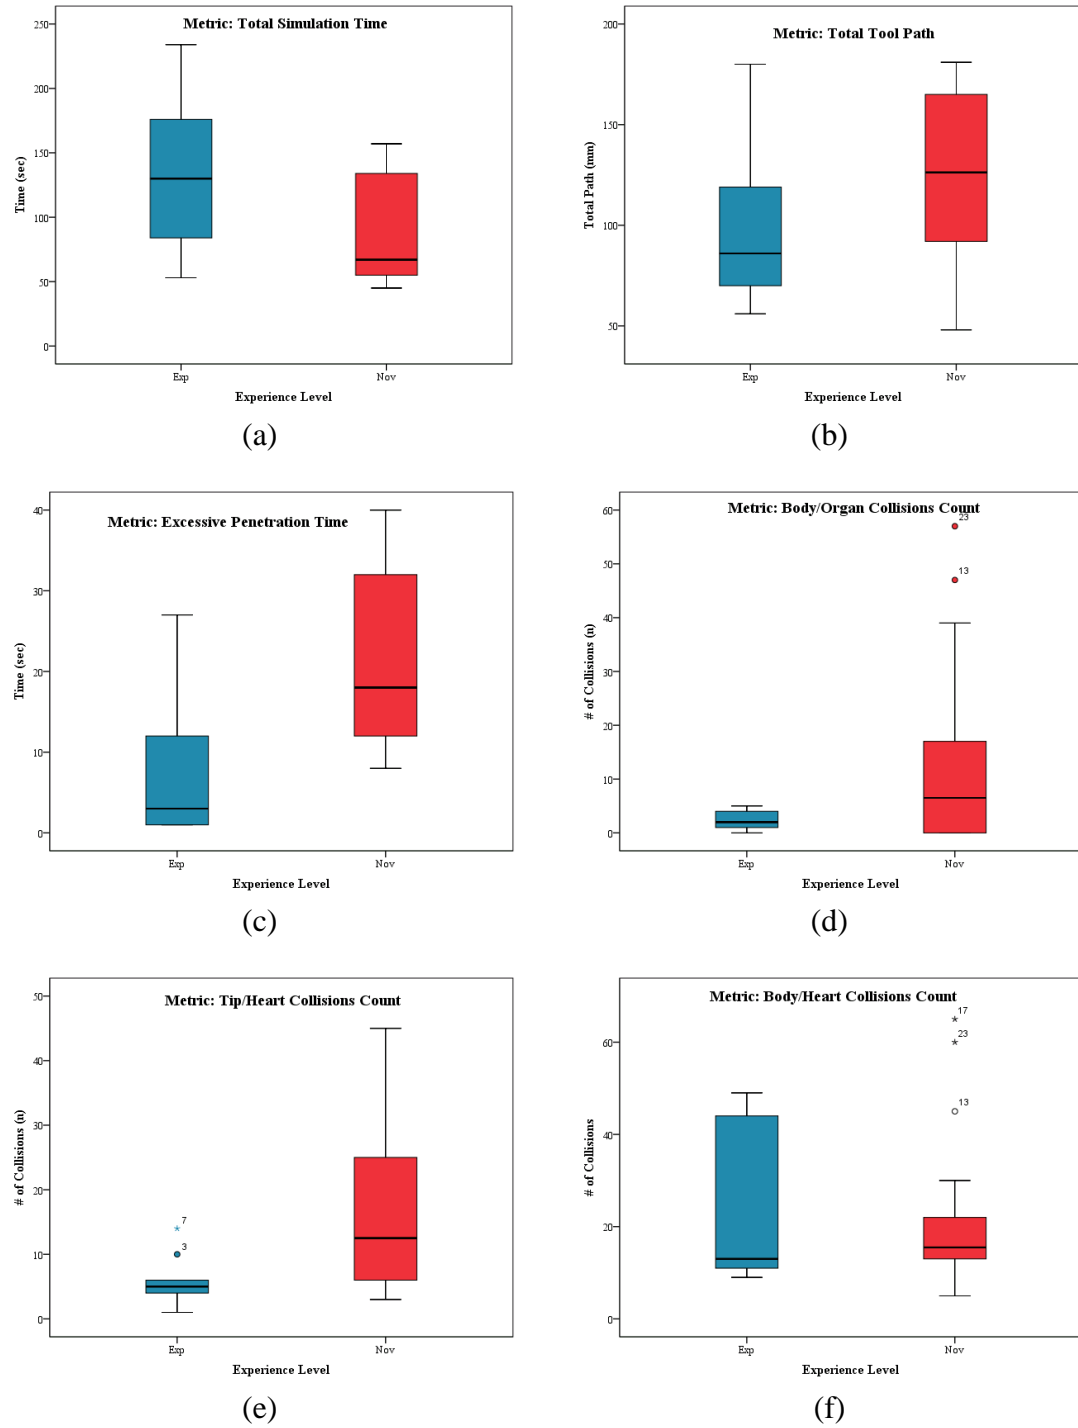 Metric: Total Simulation Time
250
200
150
100
50
0
Time (sec)
Exp
Nov
Experience Level
(a)
Metric: Total Tool Path
200
150
100
50
Total Path (mm)
Exp
Nov
Experience Level
(b)
Metric: Excessive Penetration Time
40
30
20
10
0
Time (sec)
Exp
Nov
Experience Level
(c)
Metric: Body/Organ Collisions Count
60
50
40
30
20
10
0
# of Collisions (n)
23
13
Exp
Nov
Experience Level
(d)
Metric: Tip/Heart Collisions Count
50
40
30
20
10
0
# of Collisions (n)
7
3
Exp
Nov
Experience Level
(e)
Metric: Body/Heart Collisions Count
60
40
20
0
# of Collisions
17
23
13
Exp
Nov
Experience Level
(f)